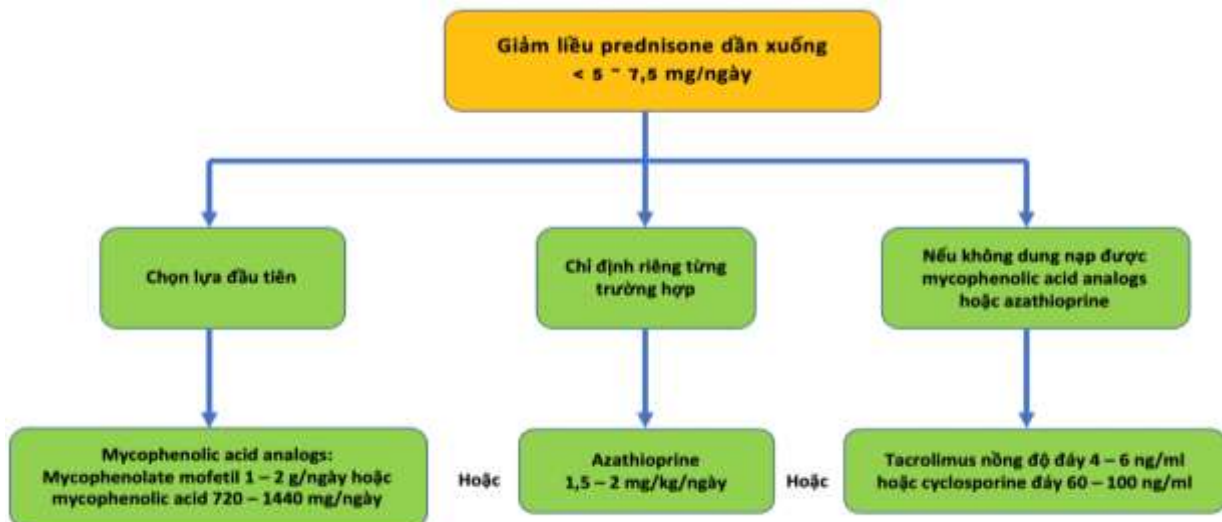 Giảm liều prednisone dần xuống
< 5 ~ 7,5 mg/ngày
Chọn lựa đầu tiên
Chỉ định riêng từng
trường hợp
Nếu không dung nạp được
mycophenolic acid analogs
hoặc azathioprine
Mycophenolic acid analogs:
Mycophenolate mofetil 1 – 2 g/ngày hoặc
mycophenolic acid 720 – 1440 mg/ngày
Hoặc
Azathioprine
1,5 – 2 mg/kg/ngày
Hoặc
Tacrolimus nồng độ đáy 4 – 6 ng/ml
hoặc cyclosporine đáy 60 – 100 ng/ml